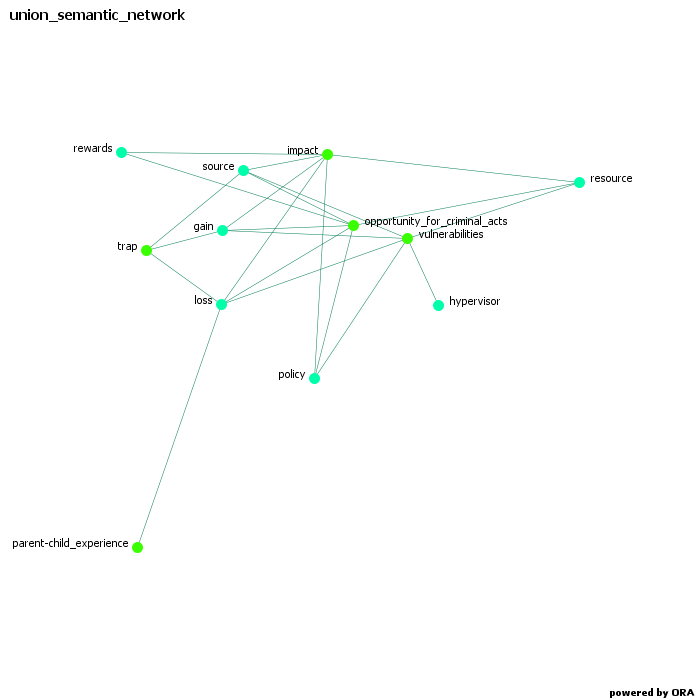 union_semantic_network
rewards
impact
source
resource
opportunity_for_criminal_acts
gain
vulnerabilities
trap
loss
hypervisor
policy
parent-child_experience
powered by ORA